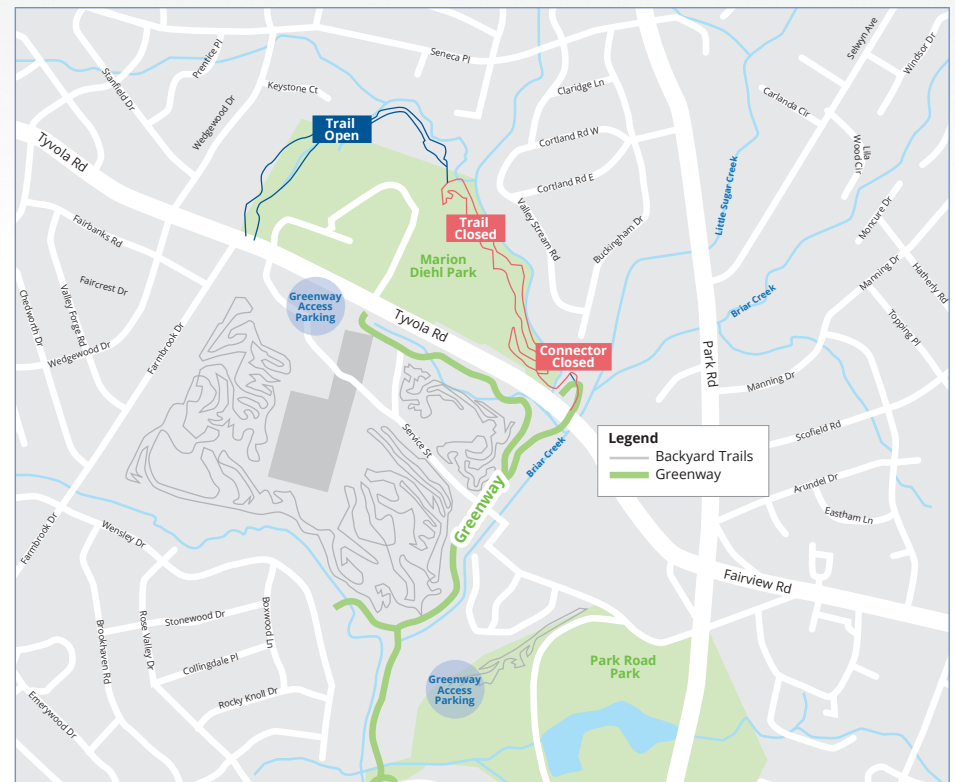 Selwyn Ave
Windsor Dr
Seneca Pl
Prentice Pl
Stanfield Dr
Keystone Ct
Claridge Ln
Carlanda Cir
Wedgewood Dr
Trail
Open
Cortland Rd W
Tyvola Rd
Lila
Wood Cir
Cortland Rd E
Little Sugar Creek
Valley Stream Rd
Trail
Closed
Buckingham Dr
Moncure Dr
Fairbanks Rd
Marion
Diehl Park
Manning Dr
Hatherly Rd
Faircrest Dr
Greenway
Access
Parking
Briar Creek
Chedworth Dr
Valley Forge Rd
Tyvola Rd
Topping Pl
Wedgewood Dr
Farmbrook Dr
Connector
Closed
Park Rd
Manning Dr
Service St
Briar Creek
Legend
Backyard Trails
Greenway
Scofield Rd
Arundel Dr
Greenway
Eastham Ln
Farmbrook Dr
Wensley Dr
Fairview Rd
Stonewood Dr
Boxwood Ln
Brookhaven Rd
Rose Valley Dr
Collingdale Pl
Park Road
Park
Greenway
Access
Parking
Rocky Knoll Dr
Emerywood Dr